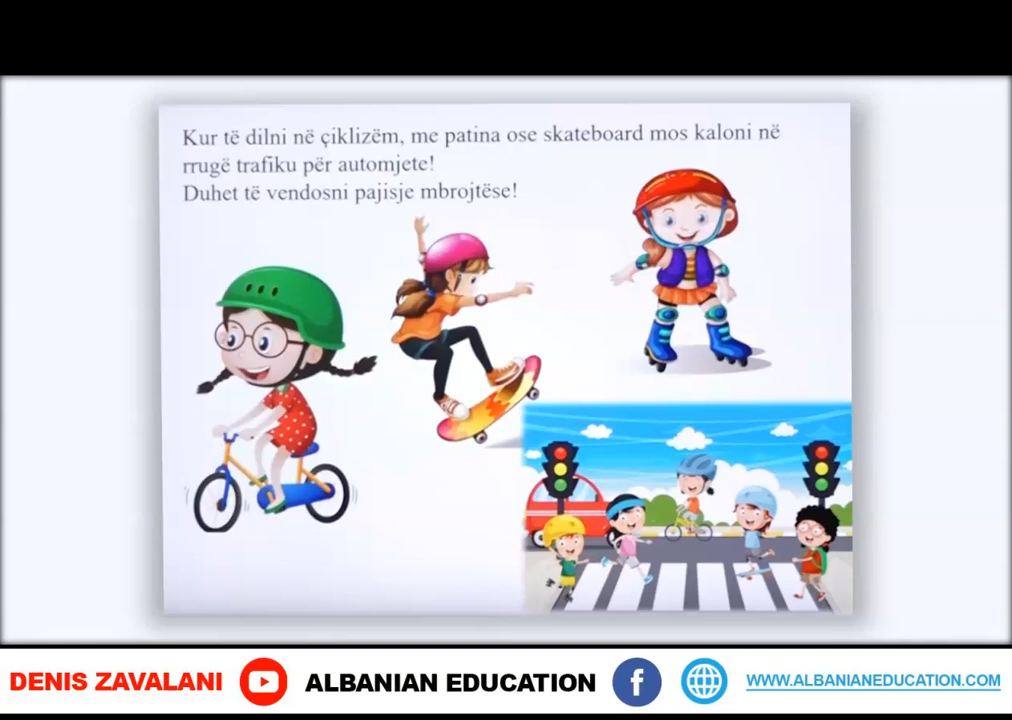 Kur të dilni në çiklizëm, me patina ose skateboard mos kaloni në
rrugë trafiku për automjete!
Duhet të vendosni pajisje mbrojtëse!
DENIS ZAVALANI
ALBANIAN EDUCATION
WWW.ALBANIANEDUCATION.COM